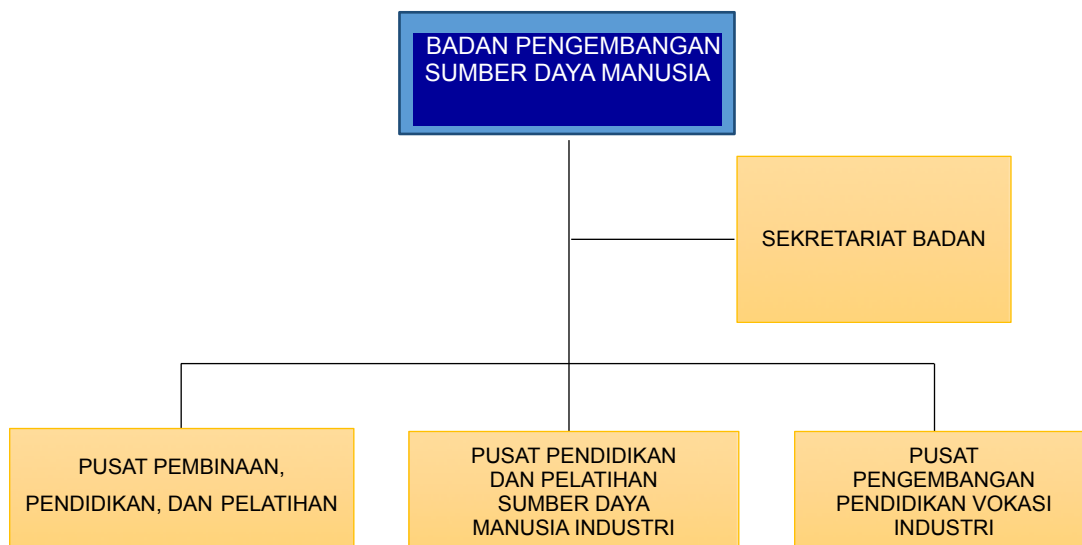 BADAN PENGEMBANGAN
SUMBER DAYA MANUSIA
SEKRETARIAT BADAN
PUSAT PEMBINAAN,
PENDIDIKAN, DAN PELATIHAN
PUSAT PENDIDIKAN
DAN PELATIHAN
SUMBER DAYA
MANUSIA INDUSTRI
PUSAT
PENGEMBANGAN
PENDIDIKAN VOKASI
INDUSTRI